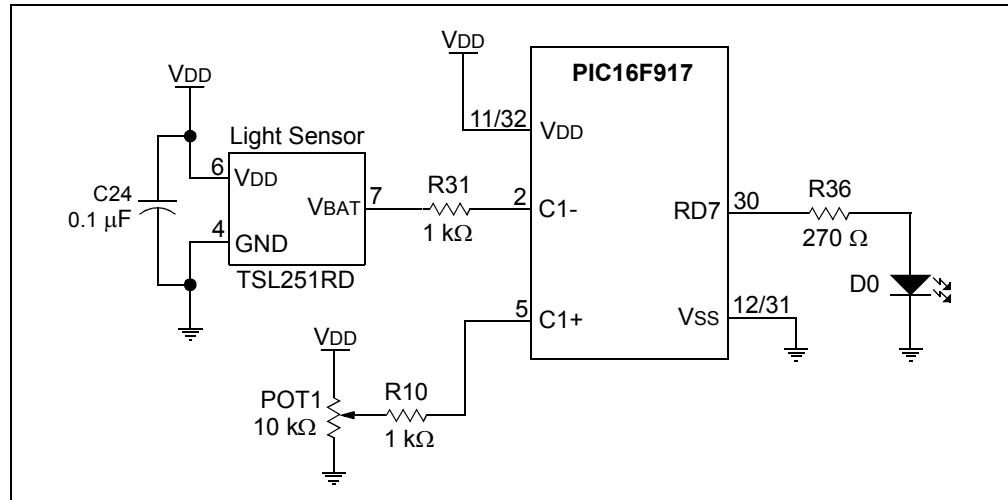 VDD
C24
0.1 µF
Light Sensor
6
VDD
VBAT
7
4
GND
TSL251RD
R31
1 kΩ
VDD
POT1
10 kΩ
R10
1 kΩ
VDD
PIC16F917
11/32
VDD
2
C1-
5
C1+
RD7
30
VSS
12/31
R36
270 Ω
D0